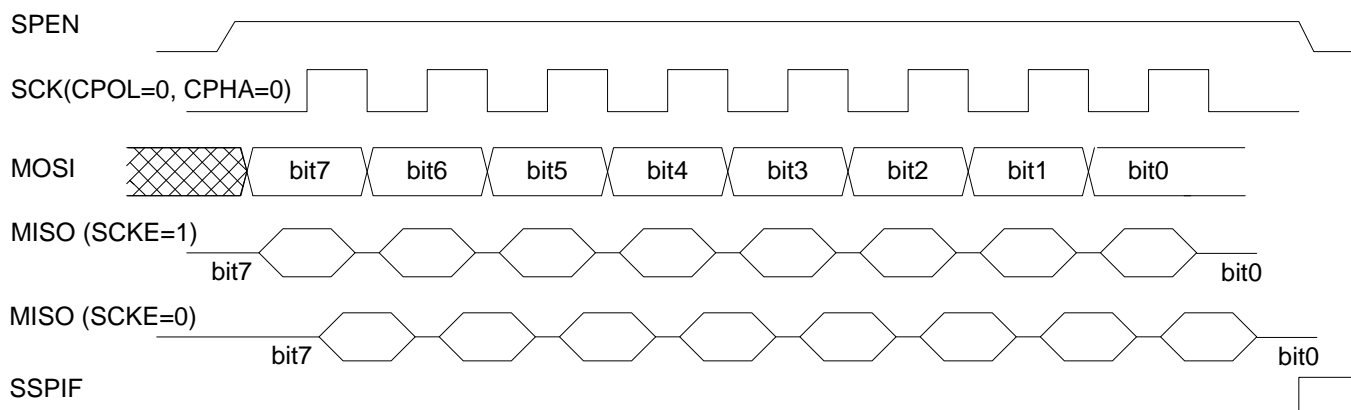 SPEN
SCK(CPOL=0, CPHA=0)
MOSI bit7 bit6 bit5 bit4 bit3 bit2 bit1 bit0
MISO (SCKE=1)
bit7 bit0
MISO (SCKE=0)
bit7 bit0
SSPIF